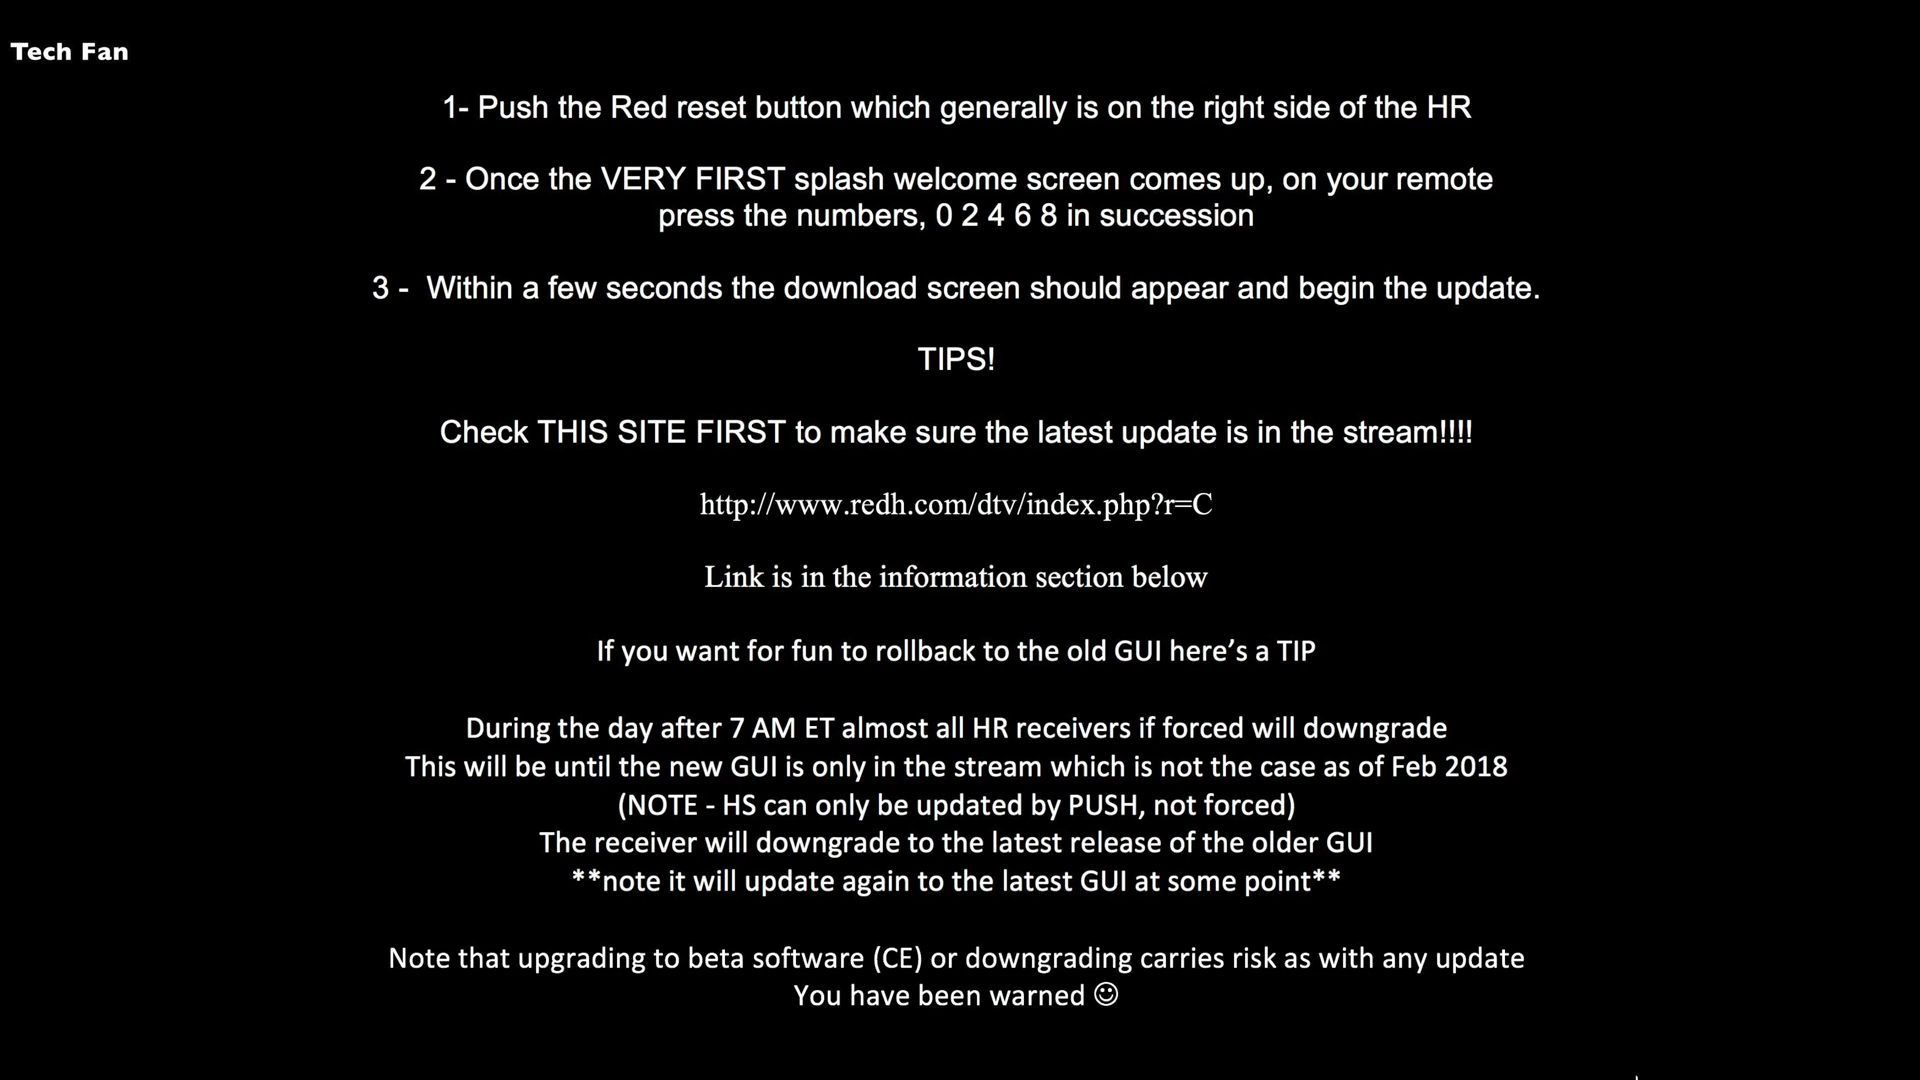 Tech Fan
1- Push the Red reset button which generally is on the right side of the HR
2 - Once the VERY FIRST splash welcome screen comes up, on your remote
press the numbers, 0 2 4 6 8 in succession
3 -  Within a few seconds the download screen should appear and begin the update.
TIPS!
Check THIS SITE FIRST to make sure the latest update is in the stream!!!!
http://www.redh.com/dtv/index.php?r=C
Link is in the information section below
If you want for fun to rollback to the old GUI here’s a TIP
During the day after 7 AM ET almost all HR receivers if forced will downgrade
This will be until the new GUI is only in the stream which is not the case as of Feb 2018
(NOTE - HS can only be updated by PUSH, not forced)
The receiver will downgrade to the latest release of the older GUI
**note it will update again to the latest GUI at some point**
Note that upgrading to beta software (CE) or downgrading carries risk as with any update
You have been warned ☺